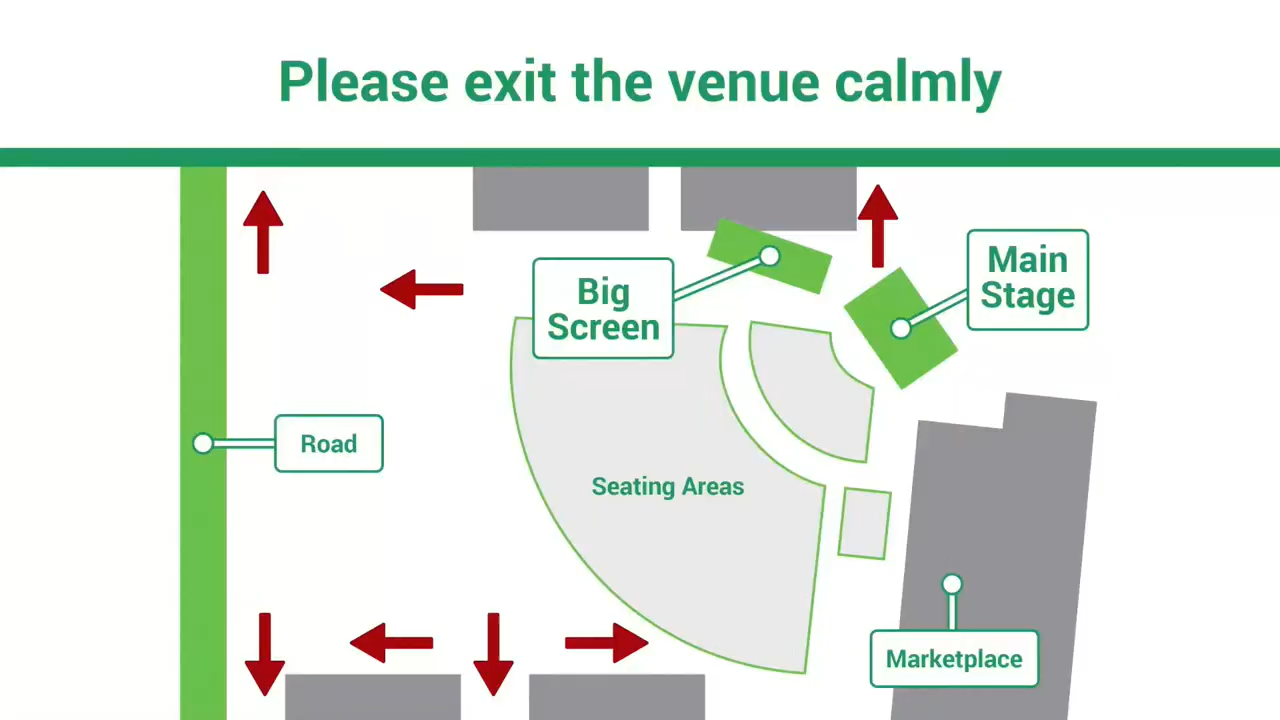 Please exit the venue calmly
Main
Stage
Big
Screen
Road
Seating Areas
Marketplace